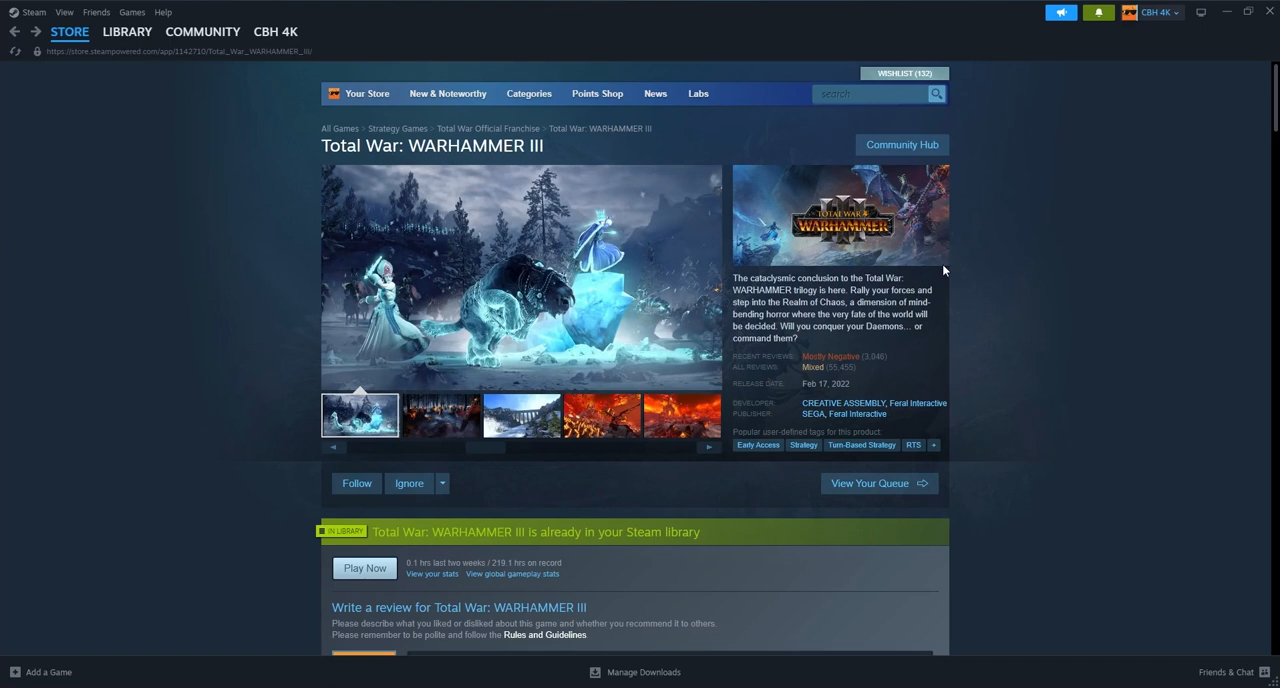 Steam View Friends Games Help
CBH 4K
STORE LIBRARY COMMUNITY CBH 4K
https://store.steampowered.com/app/1142710/Total_War_WARHAMMER_III/
WISHLIST (132)
Your Store New & Noteworthy Categories Points Shop News Labs
search
All Games > Strategy Games > Total War Official Franchise > Total War: WARHAMMER III
Total War: WARHAMMER III
Community Hub
TOTAL WAR
III
WARHAMMER
The cataclysmic conclusion to the Total War:
WARHAMMER trilogy is here. Rally your forces and
step into the Realm of Chaos, a dimension of mind-
bending horror where the very fate of the world will
be decided. Will you conquer your Daemons... or
command them?
RECENT REVIEWS: Mostly Negative (3,046)
ALL REVIEWS: Mixed (55,455)
RELEASE DATE: Feb 17, 2022
DEVELOPER: CREATIVE ASSEMBLY, Feral Interactive
PUBLISHER: SEGA, Feral Interactive
Popular user-defined tags for this product:
Early Access Strategy Turn-Based Strategy RTS +
Follow Ignore View Your Queue
IN LIBRARY Total War: WARHAMMER III is already in your Steam library
Play Now
0.1 hrs last two weeks / 219.1 hrs on record
View your stats View global gameplay stats
Write a review for Total War: WARHAMMER III
Please describe what you liked or disliked about this game and whether you recommend it to others.
Please remember to be polite and follow the Rules and Guidelines.
Add a Game Manage Downloads Friends & Chat